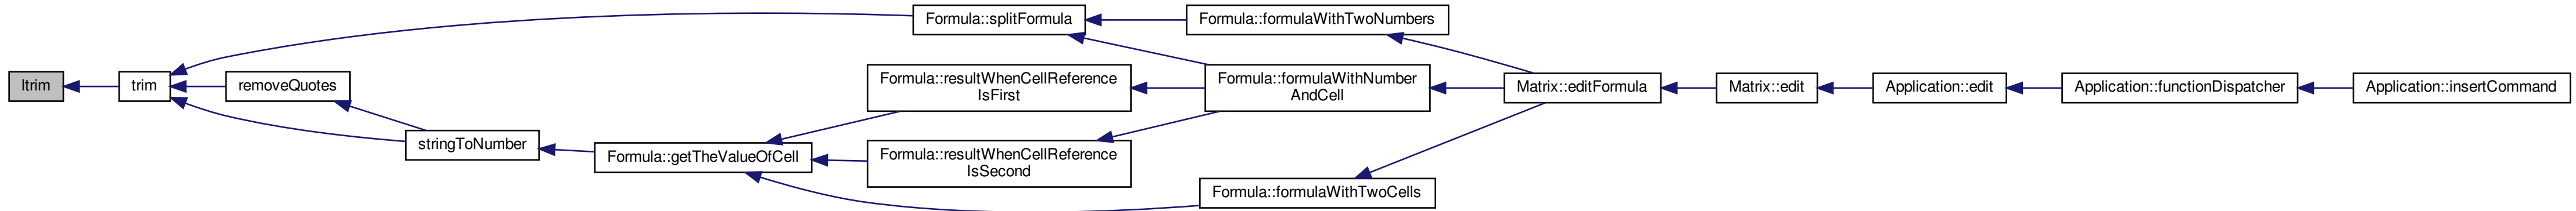 ltrim
trim
removeQuotes
stringToNumber
Formula::getTheValueOfCell
Formula::splitFormula
Formula::resultWhenCellReference
IsFirst
Formula::resultWhenCellReference
IsSecond
Formula::formulaWithTwoNumbers
Formula::formulaWithNumber
AndCell
Formula::formulaWithTwoCells
Matrix::editFormula
Matrix::edit
Application::edit
Application::functionDispatcher
Application::insertCommand